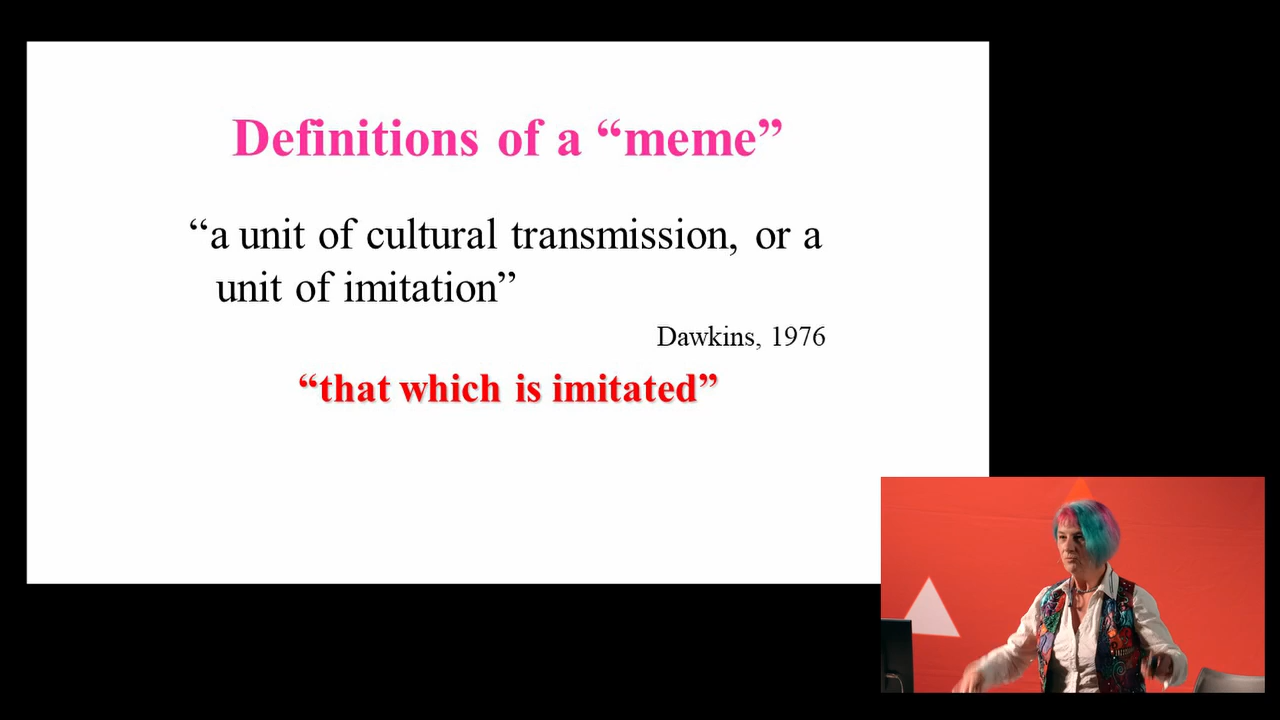 Definitions of a “meme”
“a unit of cultural transmission, or a
unit of imitation”
Dawkins, 1976
“that which is imitated”